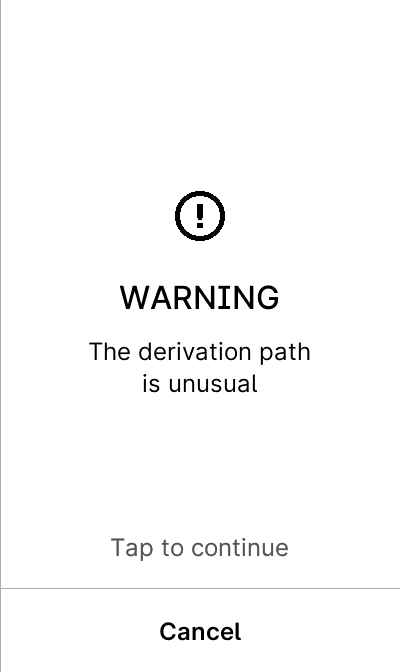 WARNING
The derivation path
is unusual
Tap to continue
Cancel